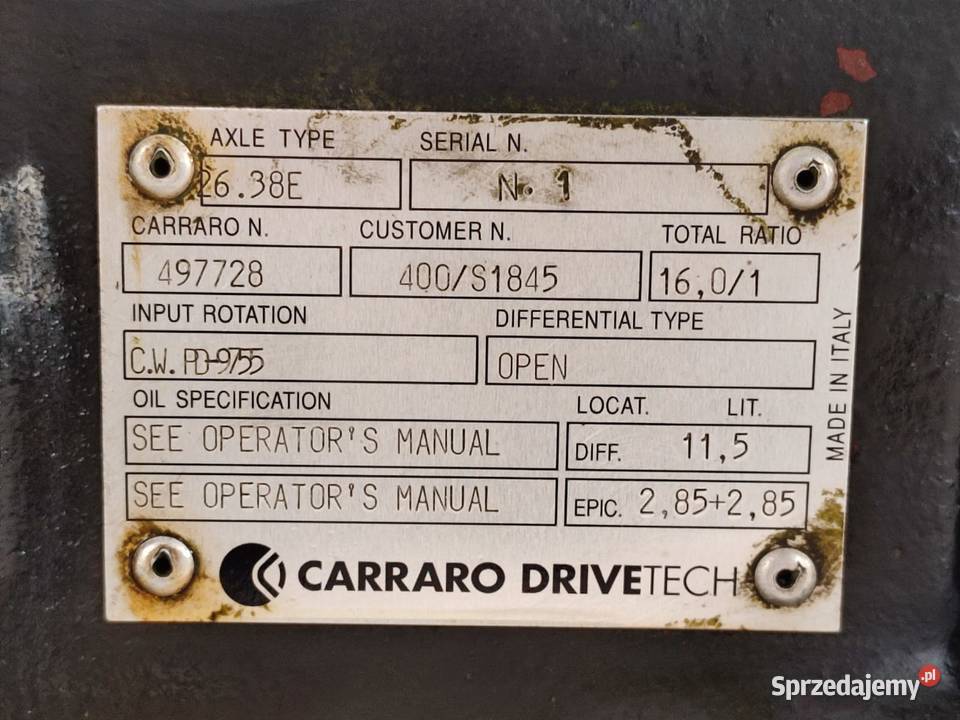 AXLE TYPE SERIAL N.
26.38E N. 1
CARRARO N. CUSTOMER N. TOTAL RATIO
497728 400/S1845 16,0/1
INPUT ROTATION DIFFERENTIAL TYPE
C.W. PD-9755 OPEN
OIL SPECIFICATION LOCAT. LIT.
SEE OPERATOR'S MANUAL DIFF. 11,5
SEE OPERATOR'S MANUAL EPIC. 2,85+2,85
MADE IN ITALY
CARRARO DRIVETECH
Sprzedajemy.pl